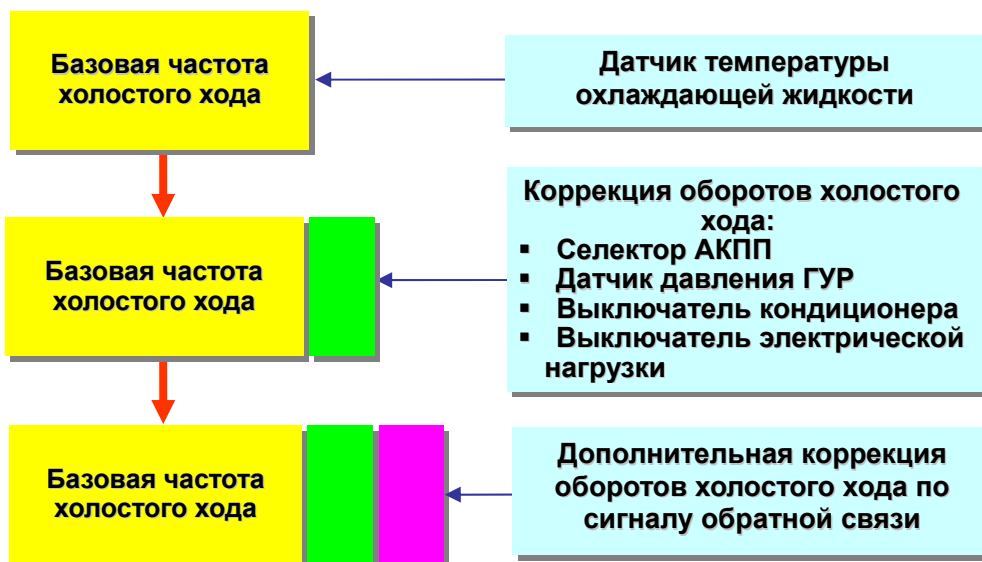 Базовая частота
холостого хода
Датчик температуры
охлаждающей жидкости
Базовая частота
холостого хода
Коррекция оборотов холостого
хода:
▪ Селектор АКПП
▪ Датчик давления ГУР
▪ Выключатель кондиционера
▪ Выключатель электрической
нагрузки
Базовая частота
холостого хода
Дополнительная коррекция
оборотов холостого хода по
сигналу обратной связи